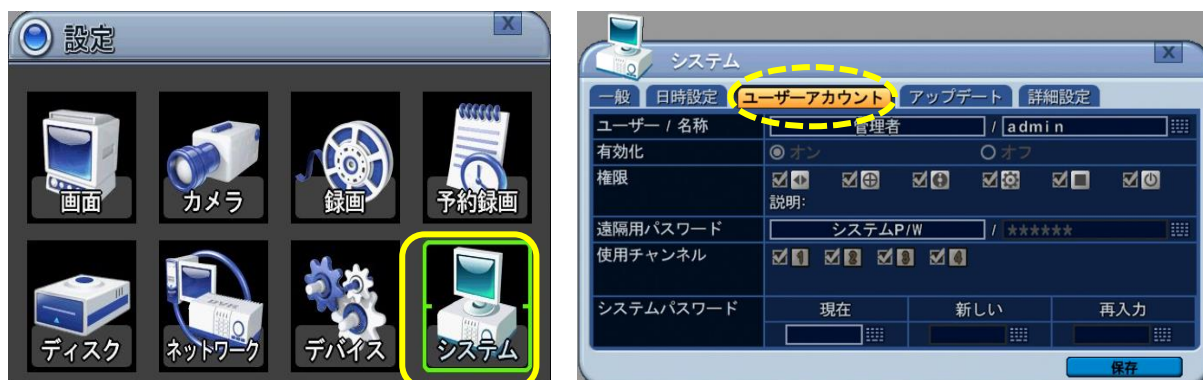 設定
X
画面
カメラ
録画
予約録画
ディスク
ネットワーク
デバイス
システム
システム
X
一般 日時設定 ユーザーアカウント アップデート 詳細設定
ユーザー / 名称 管理者 / admin
有効化 オン オフ
権限
説明:
遠隔用パスワード システムP/W / ******
使用チャンネル 1 2 3 4
システムパスワード 現在 新しい 再入力
保存